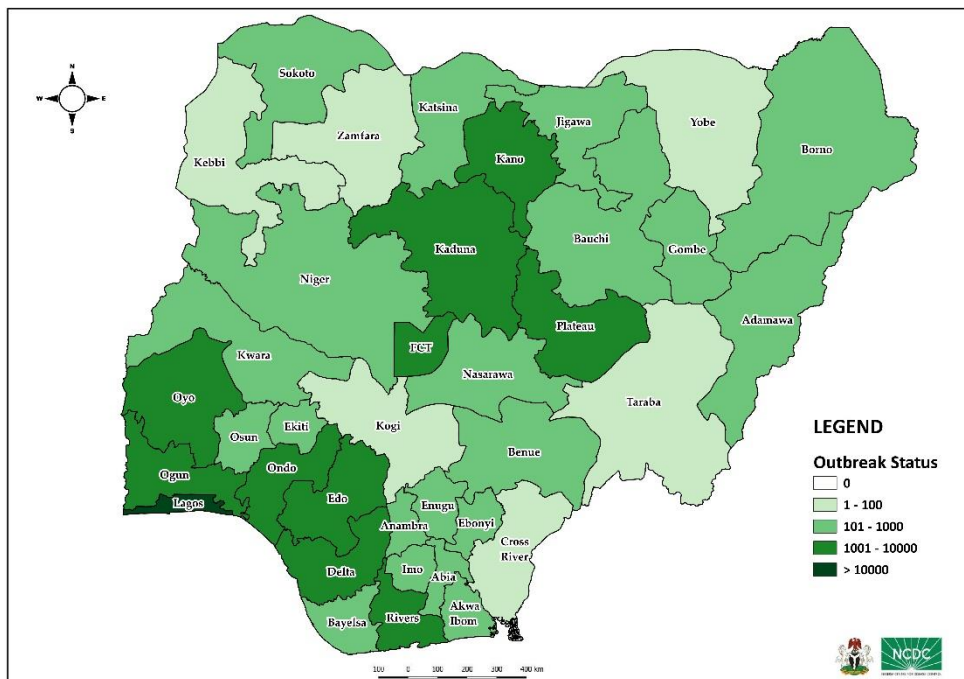 N
W E
S
Sokoto
Katsina
Jigawa
Yobe
Borno
Kebbi
Zamfara
Kano
Kaduna
Bauchi
Gombe
Niger
Adamawa
Plateau
FCT
Kwara
Nasarawa
Oyo
Taraba
Kogi
Ekiti
Osun
Benue
Ogun
Ondo
Lagos
Edo
Enugu
Anambra
Ebonyi
Cross
River
Delta
Imo
Abia
Akwa
Ibom
Rivers
Bayelsa
LEGEND
Outbreak Status
0
1 - 100
101 - 1000
1001 - 10000
> 10000
100 0 100 200 300 400 km
NCDC